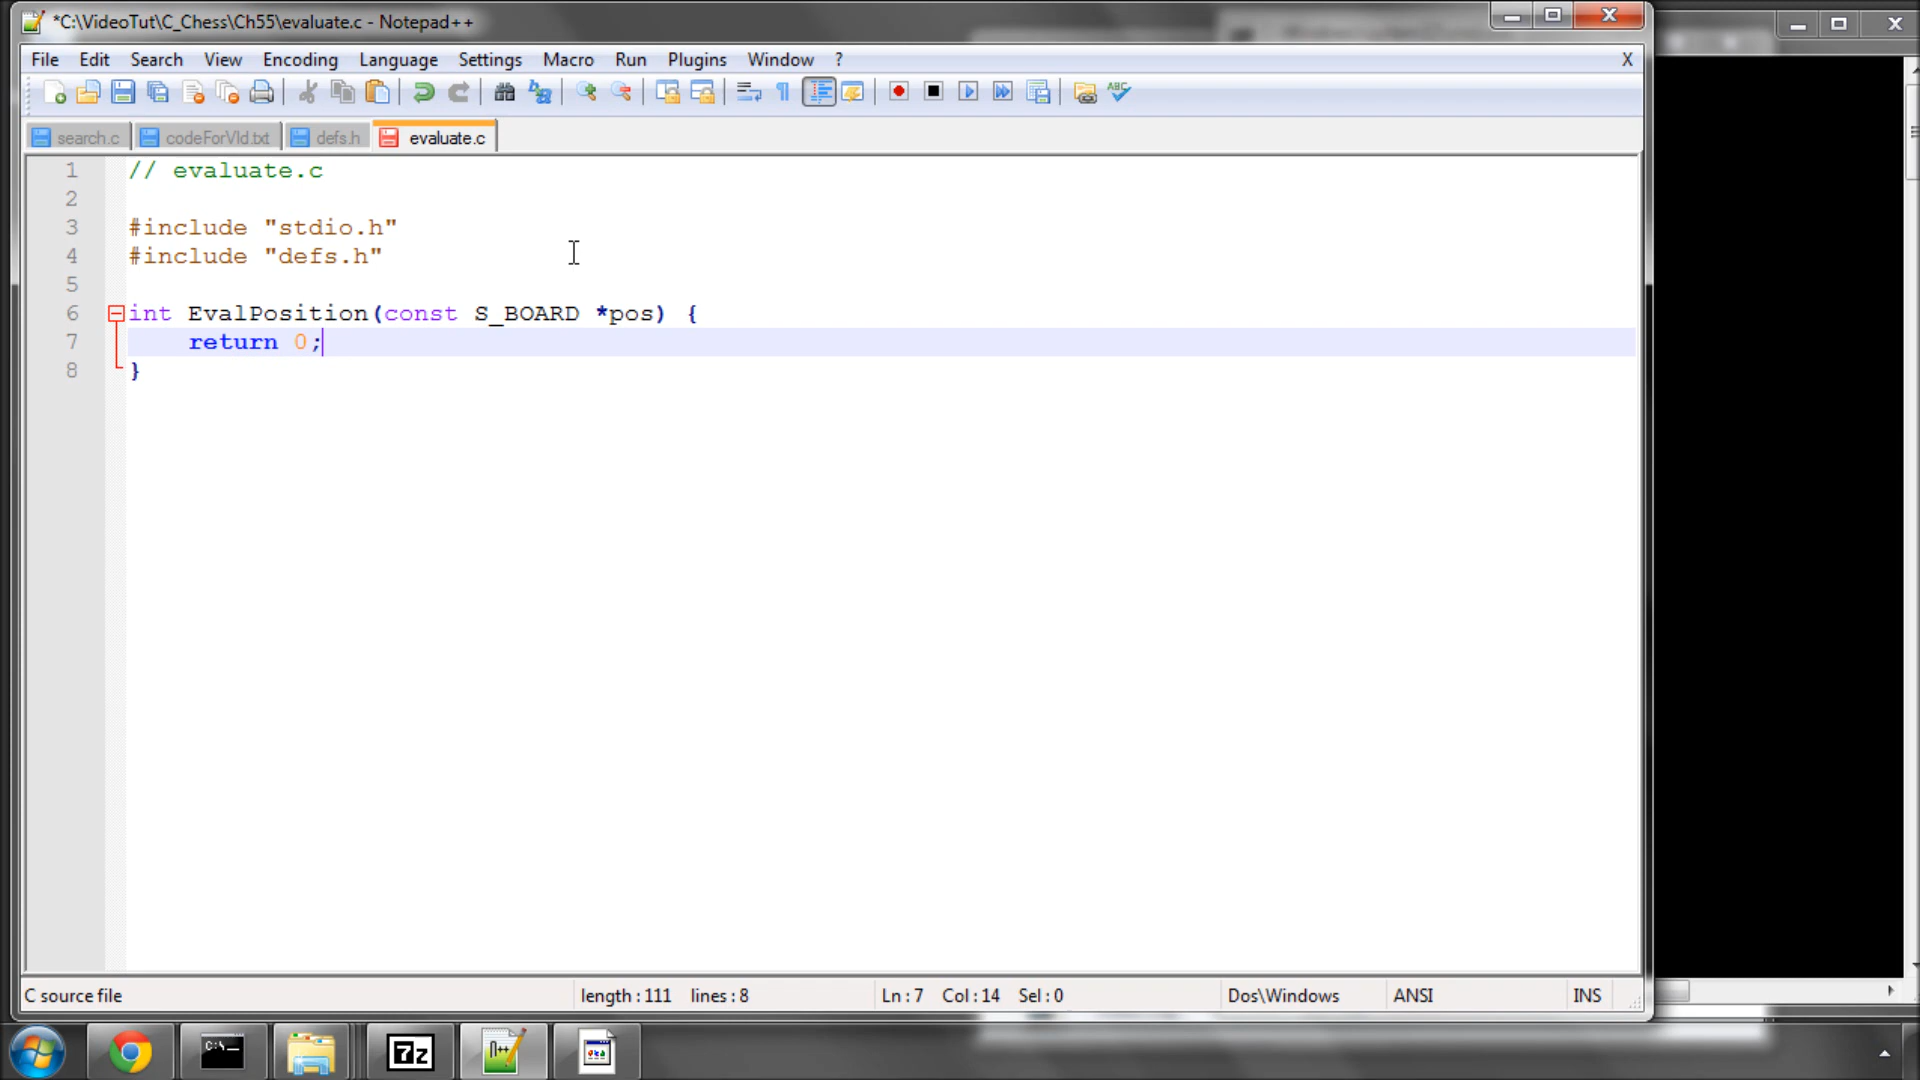 *C:\VideoTut\C_Chess\Ch55\evaluate.c - Notepad++
File Edit Search View Encoding Language Settings Macro Run Plugins Window ? X
search.c codeForVid.txt defs.h evaluate.c
1 // evaluate.c
2
3 #include "stdio.h"
4 #include "defs.h"
5
6 int EvalPosition(const S_BOARD *pos) {
7 return 0;
8 }
C source file length : 111 lines : 8 Ln : 7 Col : 14 Sel : 0 Dos\Windows ANSI INS